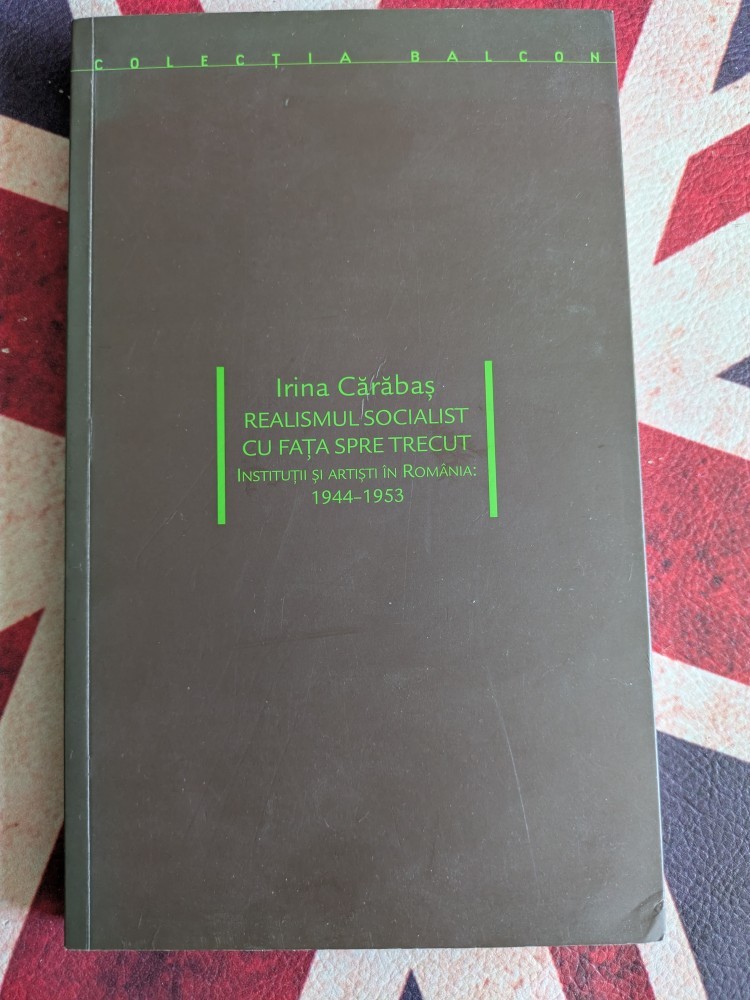 COLECȚIA BALCON
Irina Cărăbaș
REALISMUL SOCIALIST
CU FAȚA SPRE TRECUT
INSTITUȚII ȘI ARTIȘTI ÎN ROMÂNIA:
1944–1953